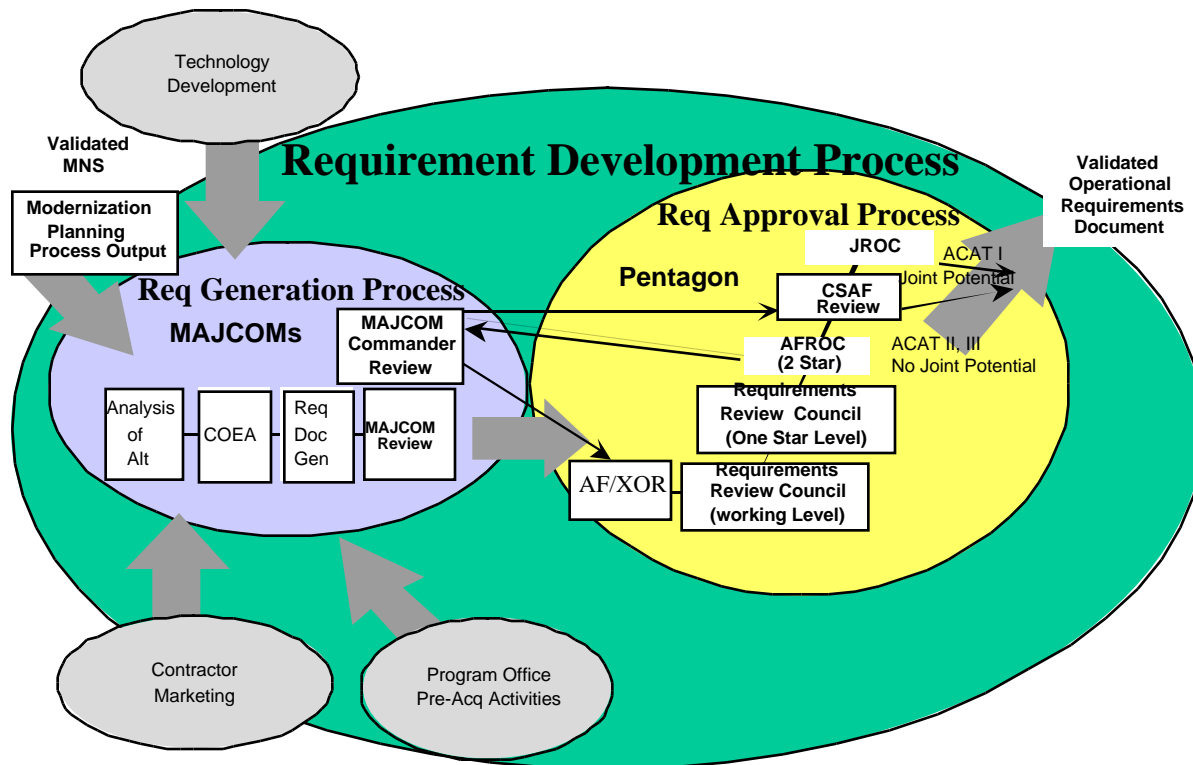 Technology
Development
Validated
MNS
Requirement Development Process
Validated
Operational
Requirements
Document
Modernization
Planning
Process Output
Req Approval Process
JROC
ACAT I
Joint Potential
Pentagon
CSAF
Review
Req Generation Process
MAJCOMs
MAJCOM
Commander
Review
AFROC
(2 Star)
ACAT II, III
No Joint Potential
Requirements
Review Council
(One Star Level)
Analysis
of
Alt
COEA
Req
Doc
Gen
MAJCOM
Review
AF/XOR
Requirements
Review Council
(working Level)
Contractor
Marketing
Program Office
Pre-Acq Activities